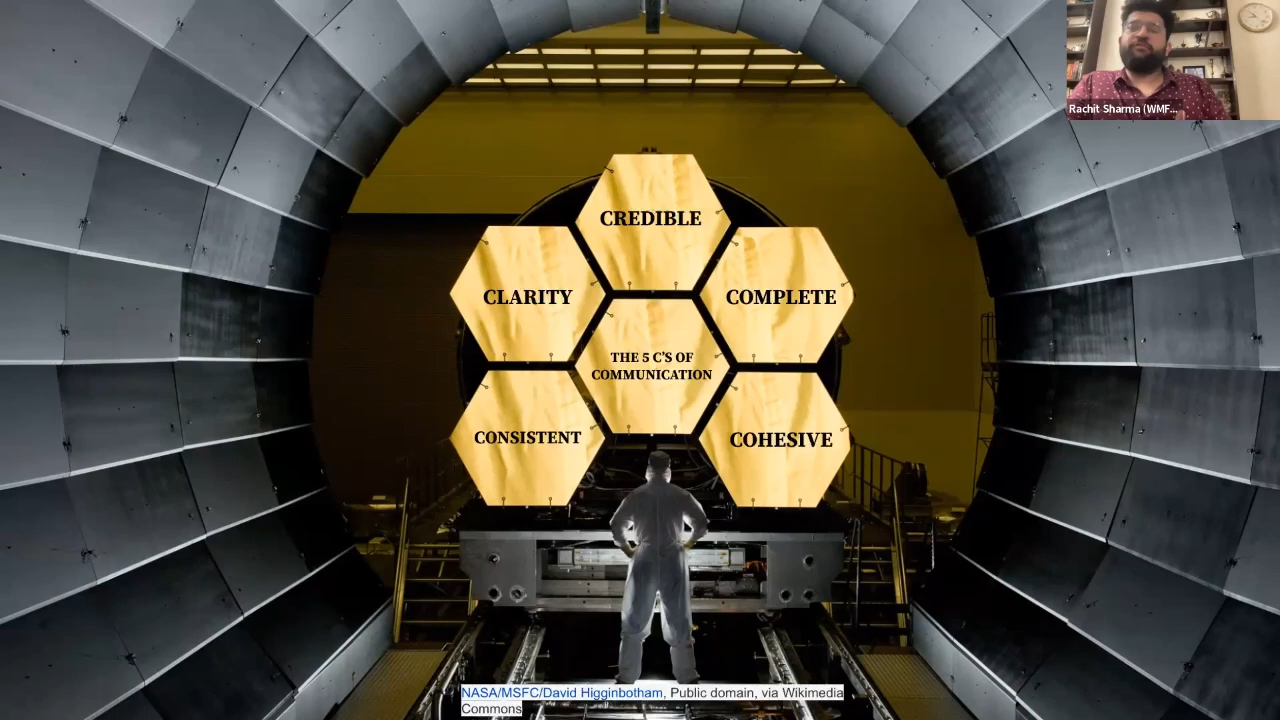 Rachit Sharma (WMF...
CREDIBLE
CLARITY
COMPLETE
THE 5 C’S OF
COMMUNICATION
CONSISTENT
COHESIVE
NASA/MSFC/David Higginbotham, Public domain, via Wikimedia
Commons